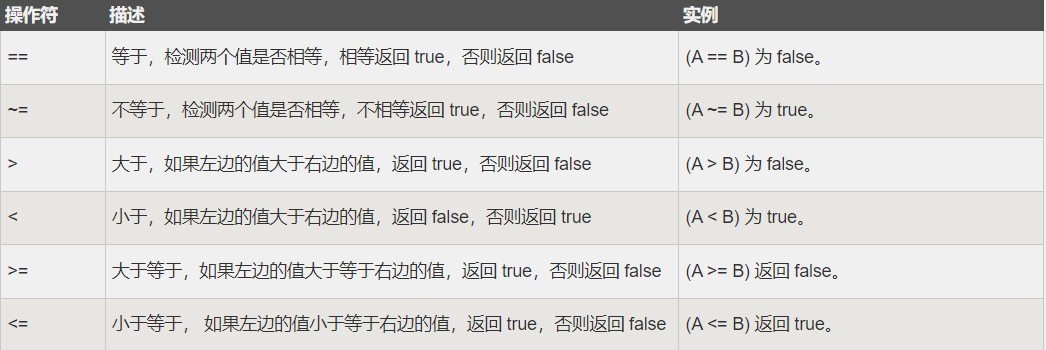 操作符 描述 实例
== 等于，检测两个值是否相等，相等返回 true，否则返回 false (A == B) 为 false。
~= 不等于，检测两个值是否相等，不相等返回 true，否则返回 false (A ~= B) 为 true。
> 大于，如果左边的值大于右边的值，返回 true，否则返回 false (A > B) 为 false。
< 小于，如果左边的值大于右边的值，返回 false，否则返回 true (A < B) 为 true。
>= 大于等于，如果左边的值大于等于右边的值，返回 true，否则返回 false (A >= B) 返回 false。
<= 小于等于， 如果左边的值小于等于右边的值，返回 true，否则返回 false (A <= B) 返回 true。